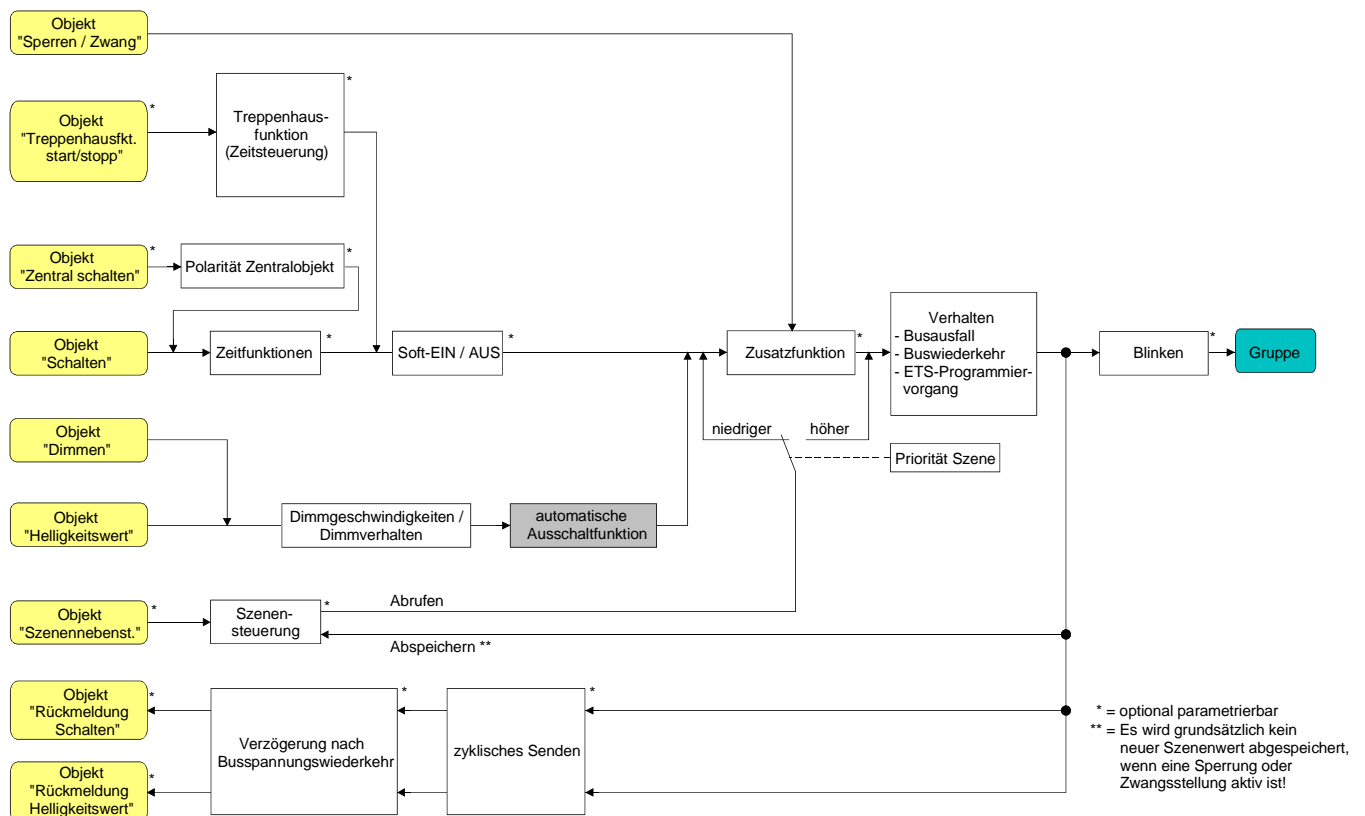 Objekt
"Sperren / Zwang"
*
Objekt
"Treppenhausfkt.
start/stopp"
*
Treppenhaus-
funktion
(Zeitsteuerung)
*
Objekt
"Zentral schalten"
*
Polarität Zentralobjekt
*
Objekt
"Schalten"
Zeitfunktionen
*
Soft-EIN / AUS
*
Zusatzfunktion
*
Verhalten
- Busausfall
- Buswiederkehr
- ETS-Programmier-
vorgang
Blinken
*
Gruppe
niedriger
höher
Priorität Szene
Objekt
"Dimmen"
Objekt
"Helligkeitswert"
Dimmgeschwindigkeiten /
Dimmverhalten
automatische
Ausschaltfunktion
Objekt
"Szenennebenst."
*
Szenen-
steuerung
*
Abrufen
Abspeichern **
Objekt
"Rückmeldung
Schalten"
*
Verzögerung nach
Busspannungswiederkehr
*
zyklisches Senden
*
Objekt
"Rückmeldung
Helligkeitswert"
*
* = optional parametrierbar
** = Es wird grundsätzlich kein
neuer Szenenwert abgespeichert,
wenn eine Sperrung oder
Zwangsstellung aktiv ist!